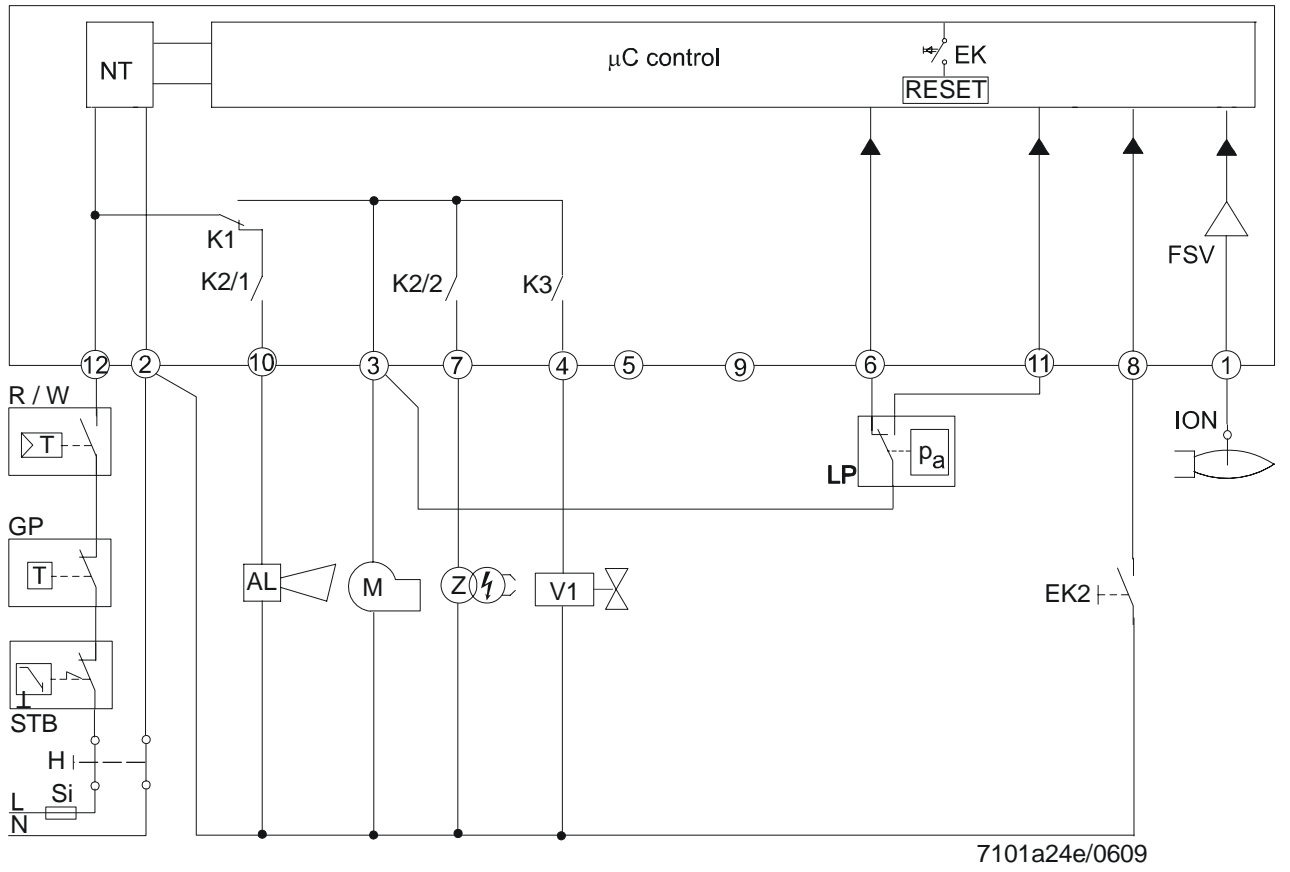 NT
μC control
EK
RESET
FSV
K1
K2/1
K2/2
K3
12
2
10
3
7
4
5
9
6
11
8
1
R / W
T
ION
LP
pa
GP
T
AL
M
Z
V1
EK2
STB
H
Si
L
N
7101a24e/0609